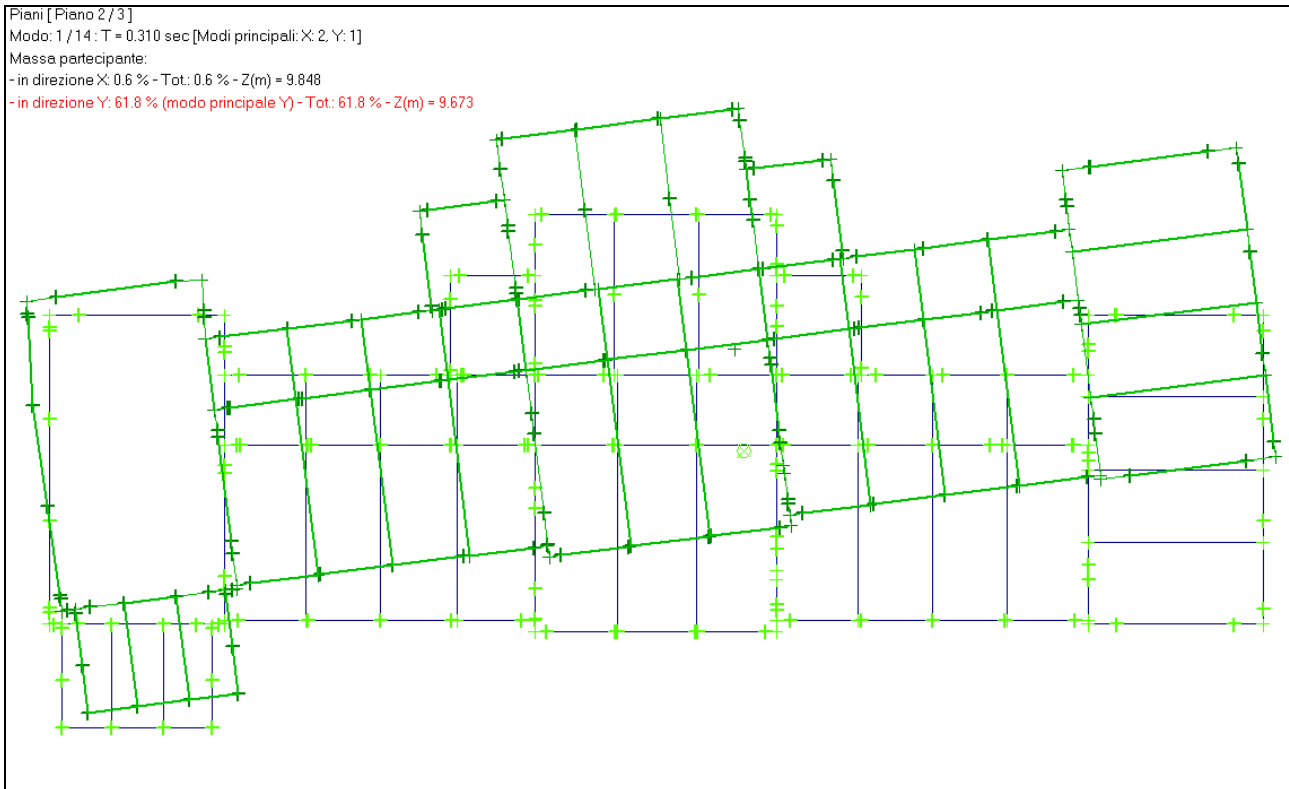 Piani [ Piano 2 / 3 ]
Modo: 1 / 14 : T = 0.310 sec [Modi principali: X: 2, Y: 1]
Massa partecipante:
- in direzione X: 0.6 % - Tot.: 0.6 % - Z(m) = 9.848
- in direzione Y: 61.8 % (modo principale Y) - Tot.: 61.8 % - Z(m) = 9.673